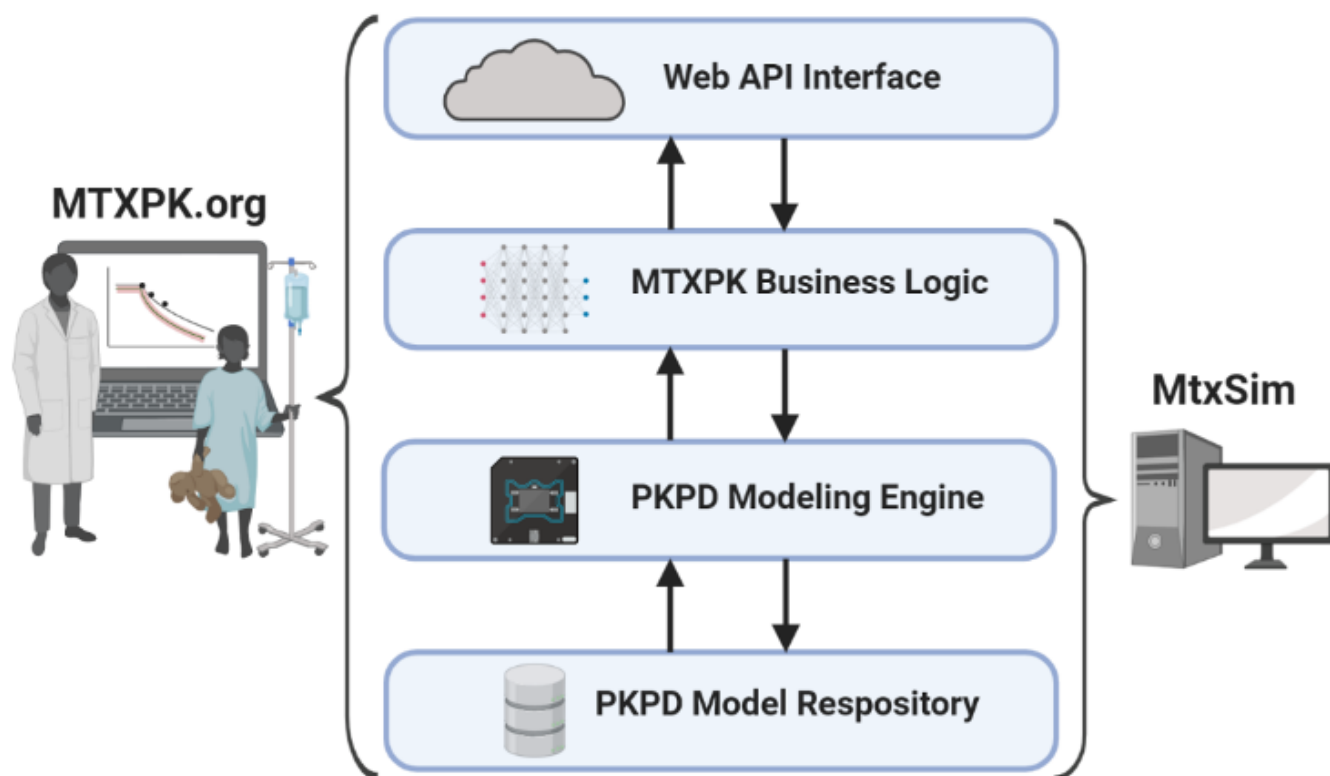 Web API Interface
MTXPK.org
MTXPK Business Logic
MtxSim
PKPD Modeling Engine
PKPD Model Respository